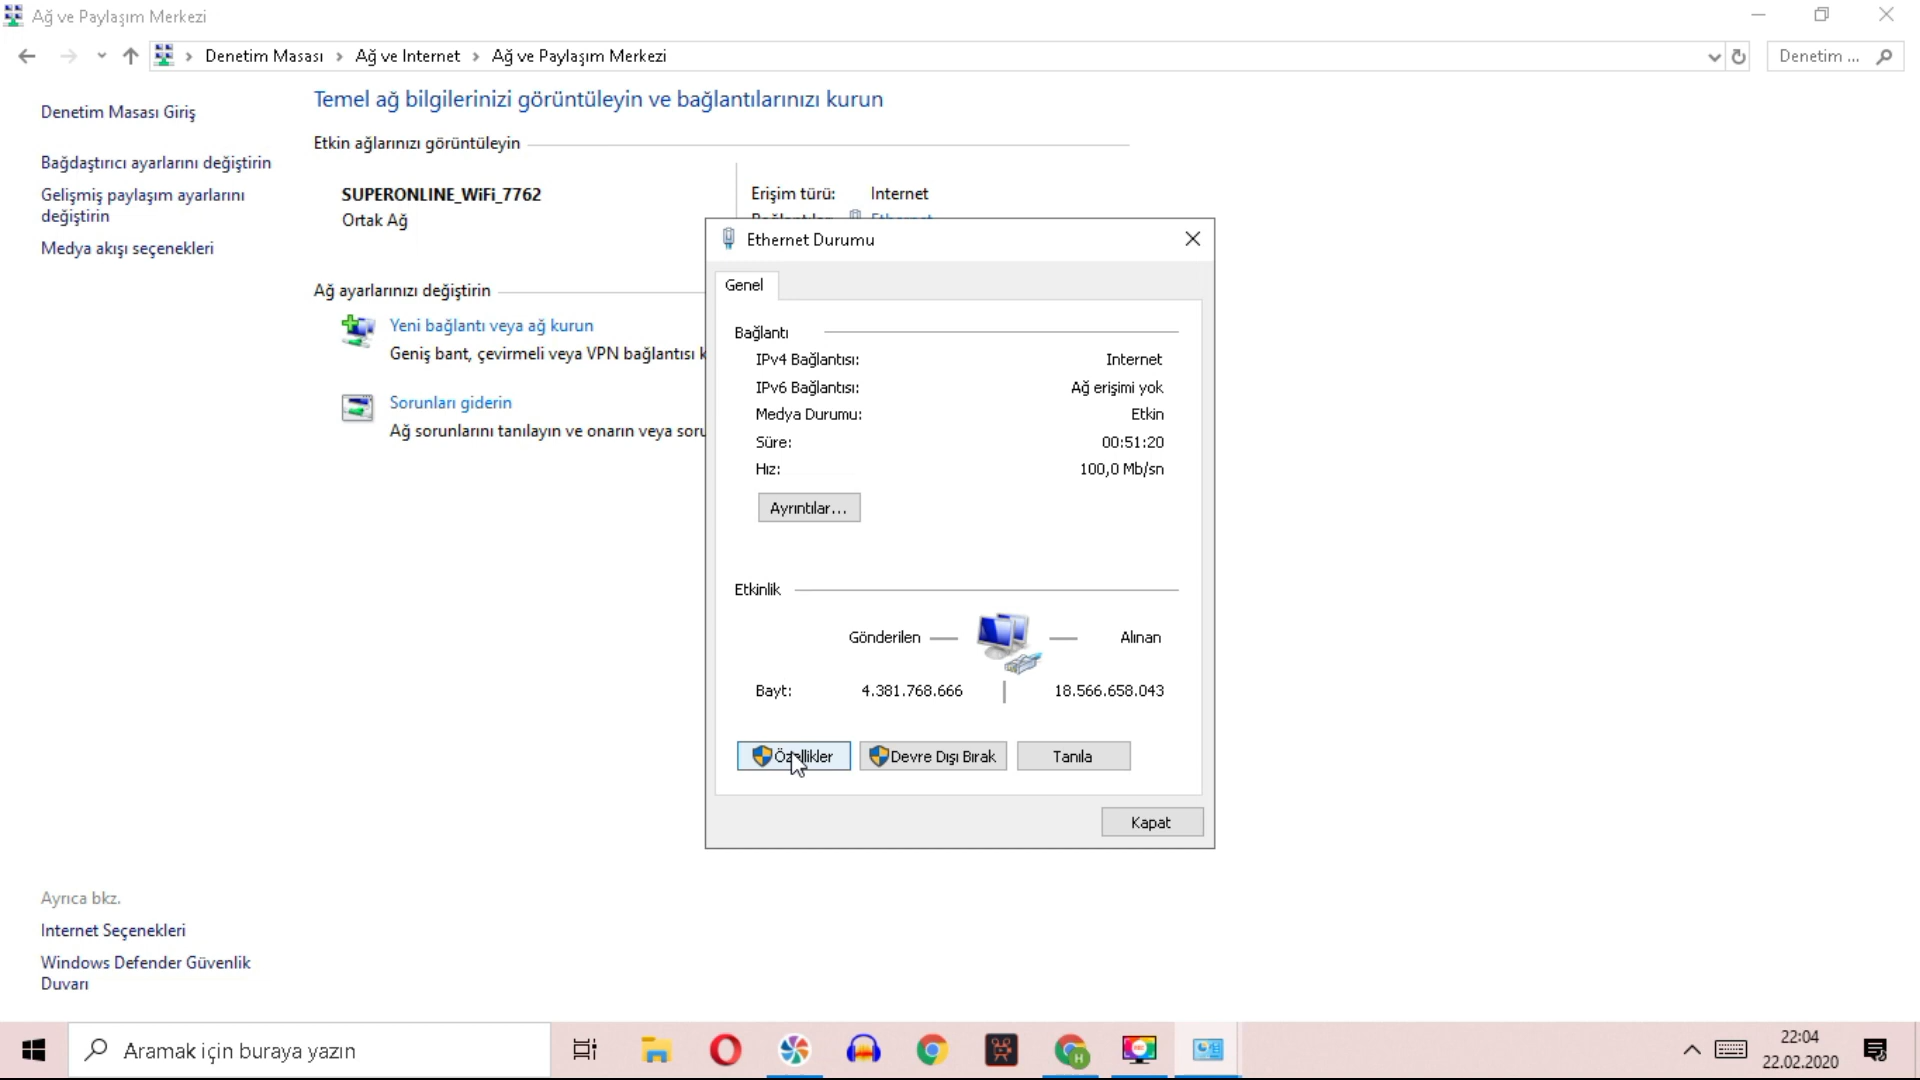 Ağ ve Paylaşım Merkezi
Denetim Masası
Ağ ve Internet
Ağ ve Paylaşım Merkezi
Denetim ...
Denetim Masası Giriş
Bağdaştırıcı ayarlarını değiştirin
Gelişmiş paylaşım ayarlarını
değiştirin
Medya akışı seçenekleri
Temel ağ bilgilerinizi görüntüleyin ve bağlantılarınızı kurun
Etkin ağlarınızı görüntüleyin
SUPERONLINE_WiFi_7762
Ortak Ağ
Erişim türü: Internet
Ağ ayarlarınızı değiştirin
Yeni bağlantı veya ağ kurun
Geniş bant, çevirmeli veya VPN bağlantısı k
Sorunları giderin
Ağ sorunlarını tanılayın ve onarın veya soru
Ethernet Durumu
Genel
Bağlantı
IPv4 Bağlantısı: Internet
IPv6 Bağlantısı: Ağ erişimi yok
Medya Durumu: Etkin
Süre: 00:51:20
Hız: 100,0 Mb/sn
Ayrıntılar...
Etkinlik
Gönderilen Alınan
Bayt: 4.381.768.666 18.566.658.043
Özellikler Devre Dışı Bırak Tanıla
Kapat
Ayrıca bkz.
Internet Seçenekleri
Windows Defender Güvenlik
Duvarı
Aramak için buraya yazın
H
22:04
22.02.2020